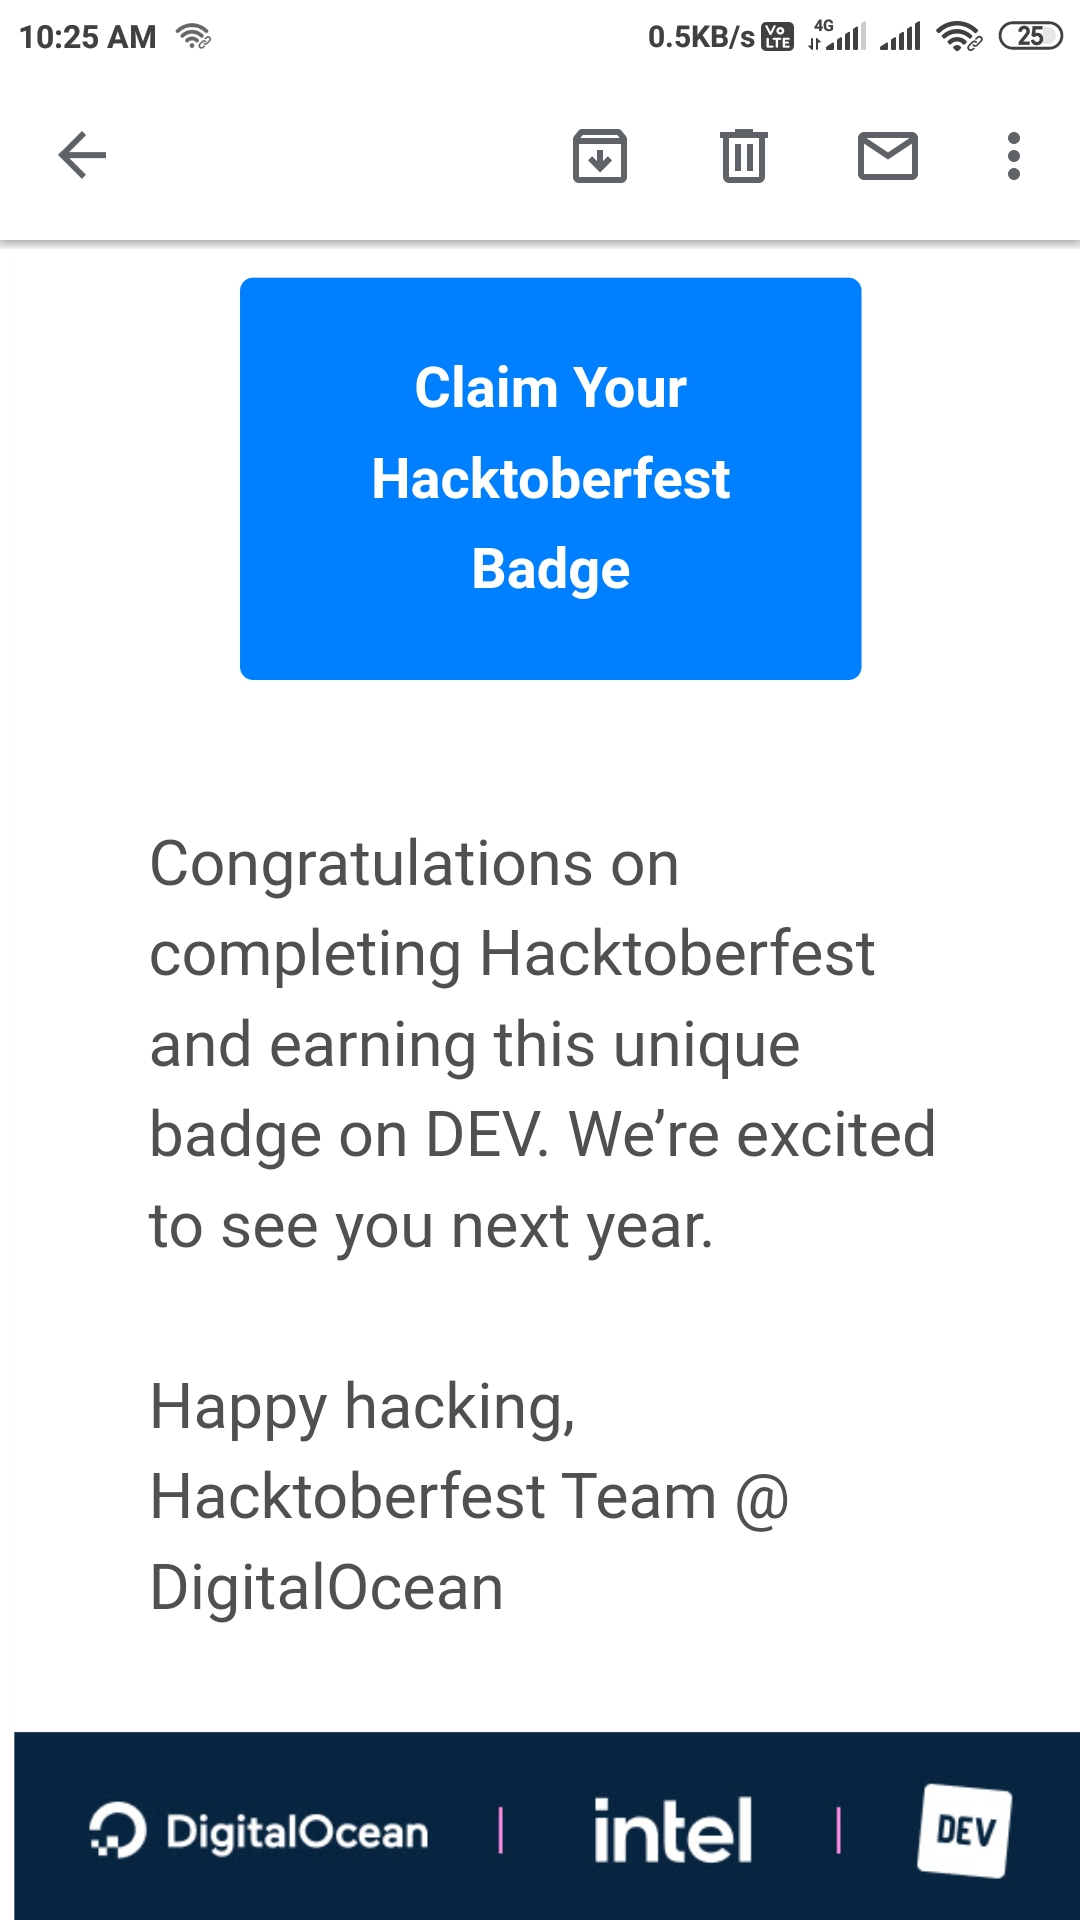 10:25 AM 0.5KB/s Vo LTE 4G 25
Claim Your
Hacktoberfest
Badge
Congratulations on
completing Hacktoberfest
and earning this unique
badge on DEV. We’re excited
to see you next year.
Happy hacking,
Hacktoberfest Team @
DigitalOcean
DigitalOcean | intel | DEV